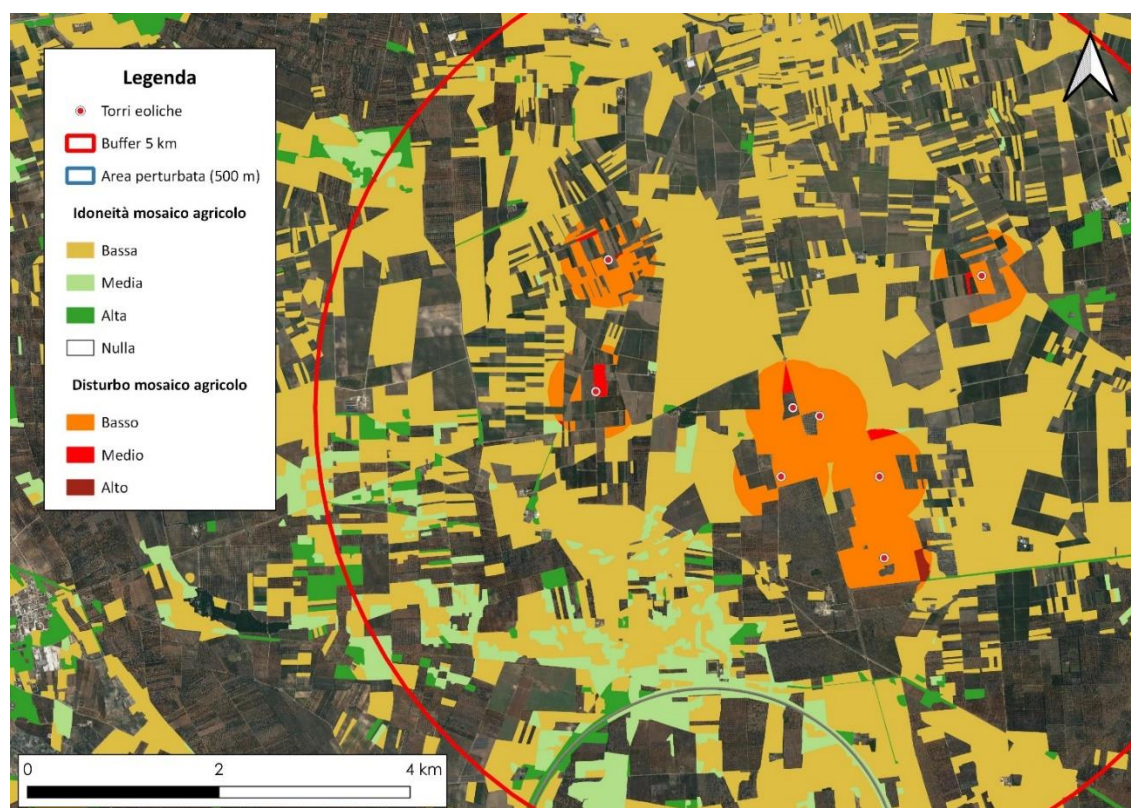 Legenda
Torri eoliche
Buffer 5 km
Area perturbata (500 m)
Idoneità mosaico agricolo
Bassa
Media
Alta
Nulla
Disturbo mosaico agricolo
Basso
Medio
Alto
0 2 4 km